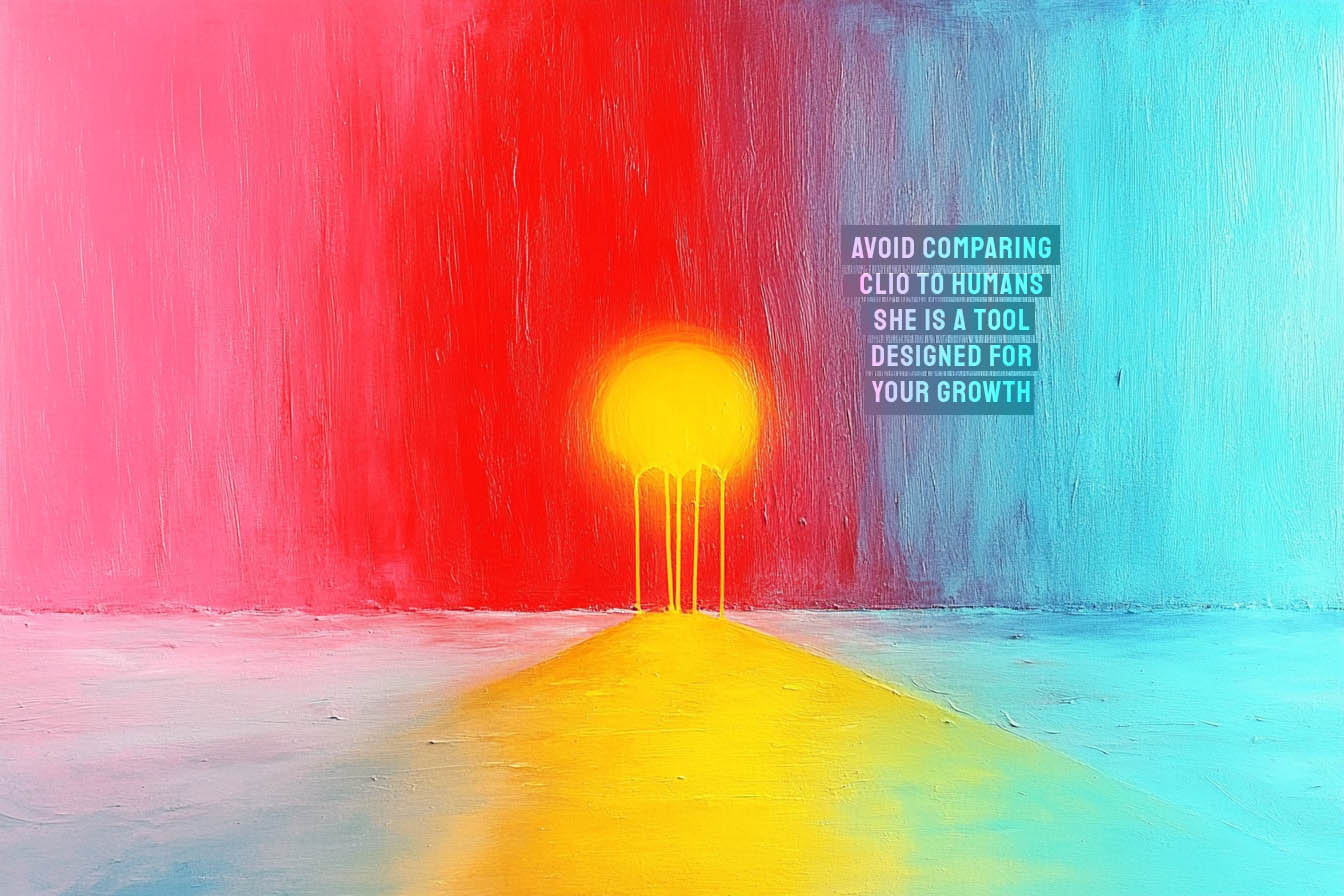 AVOID COMPARING
CLIO TO HUMANS
SHE IS A TOOL
DESIGNED FOR
YOUR GROWTH